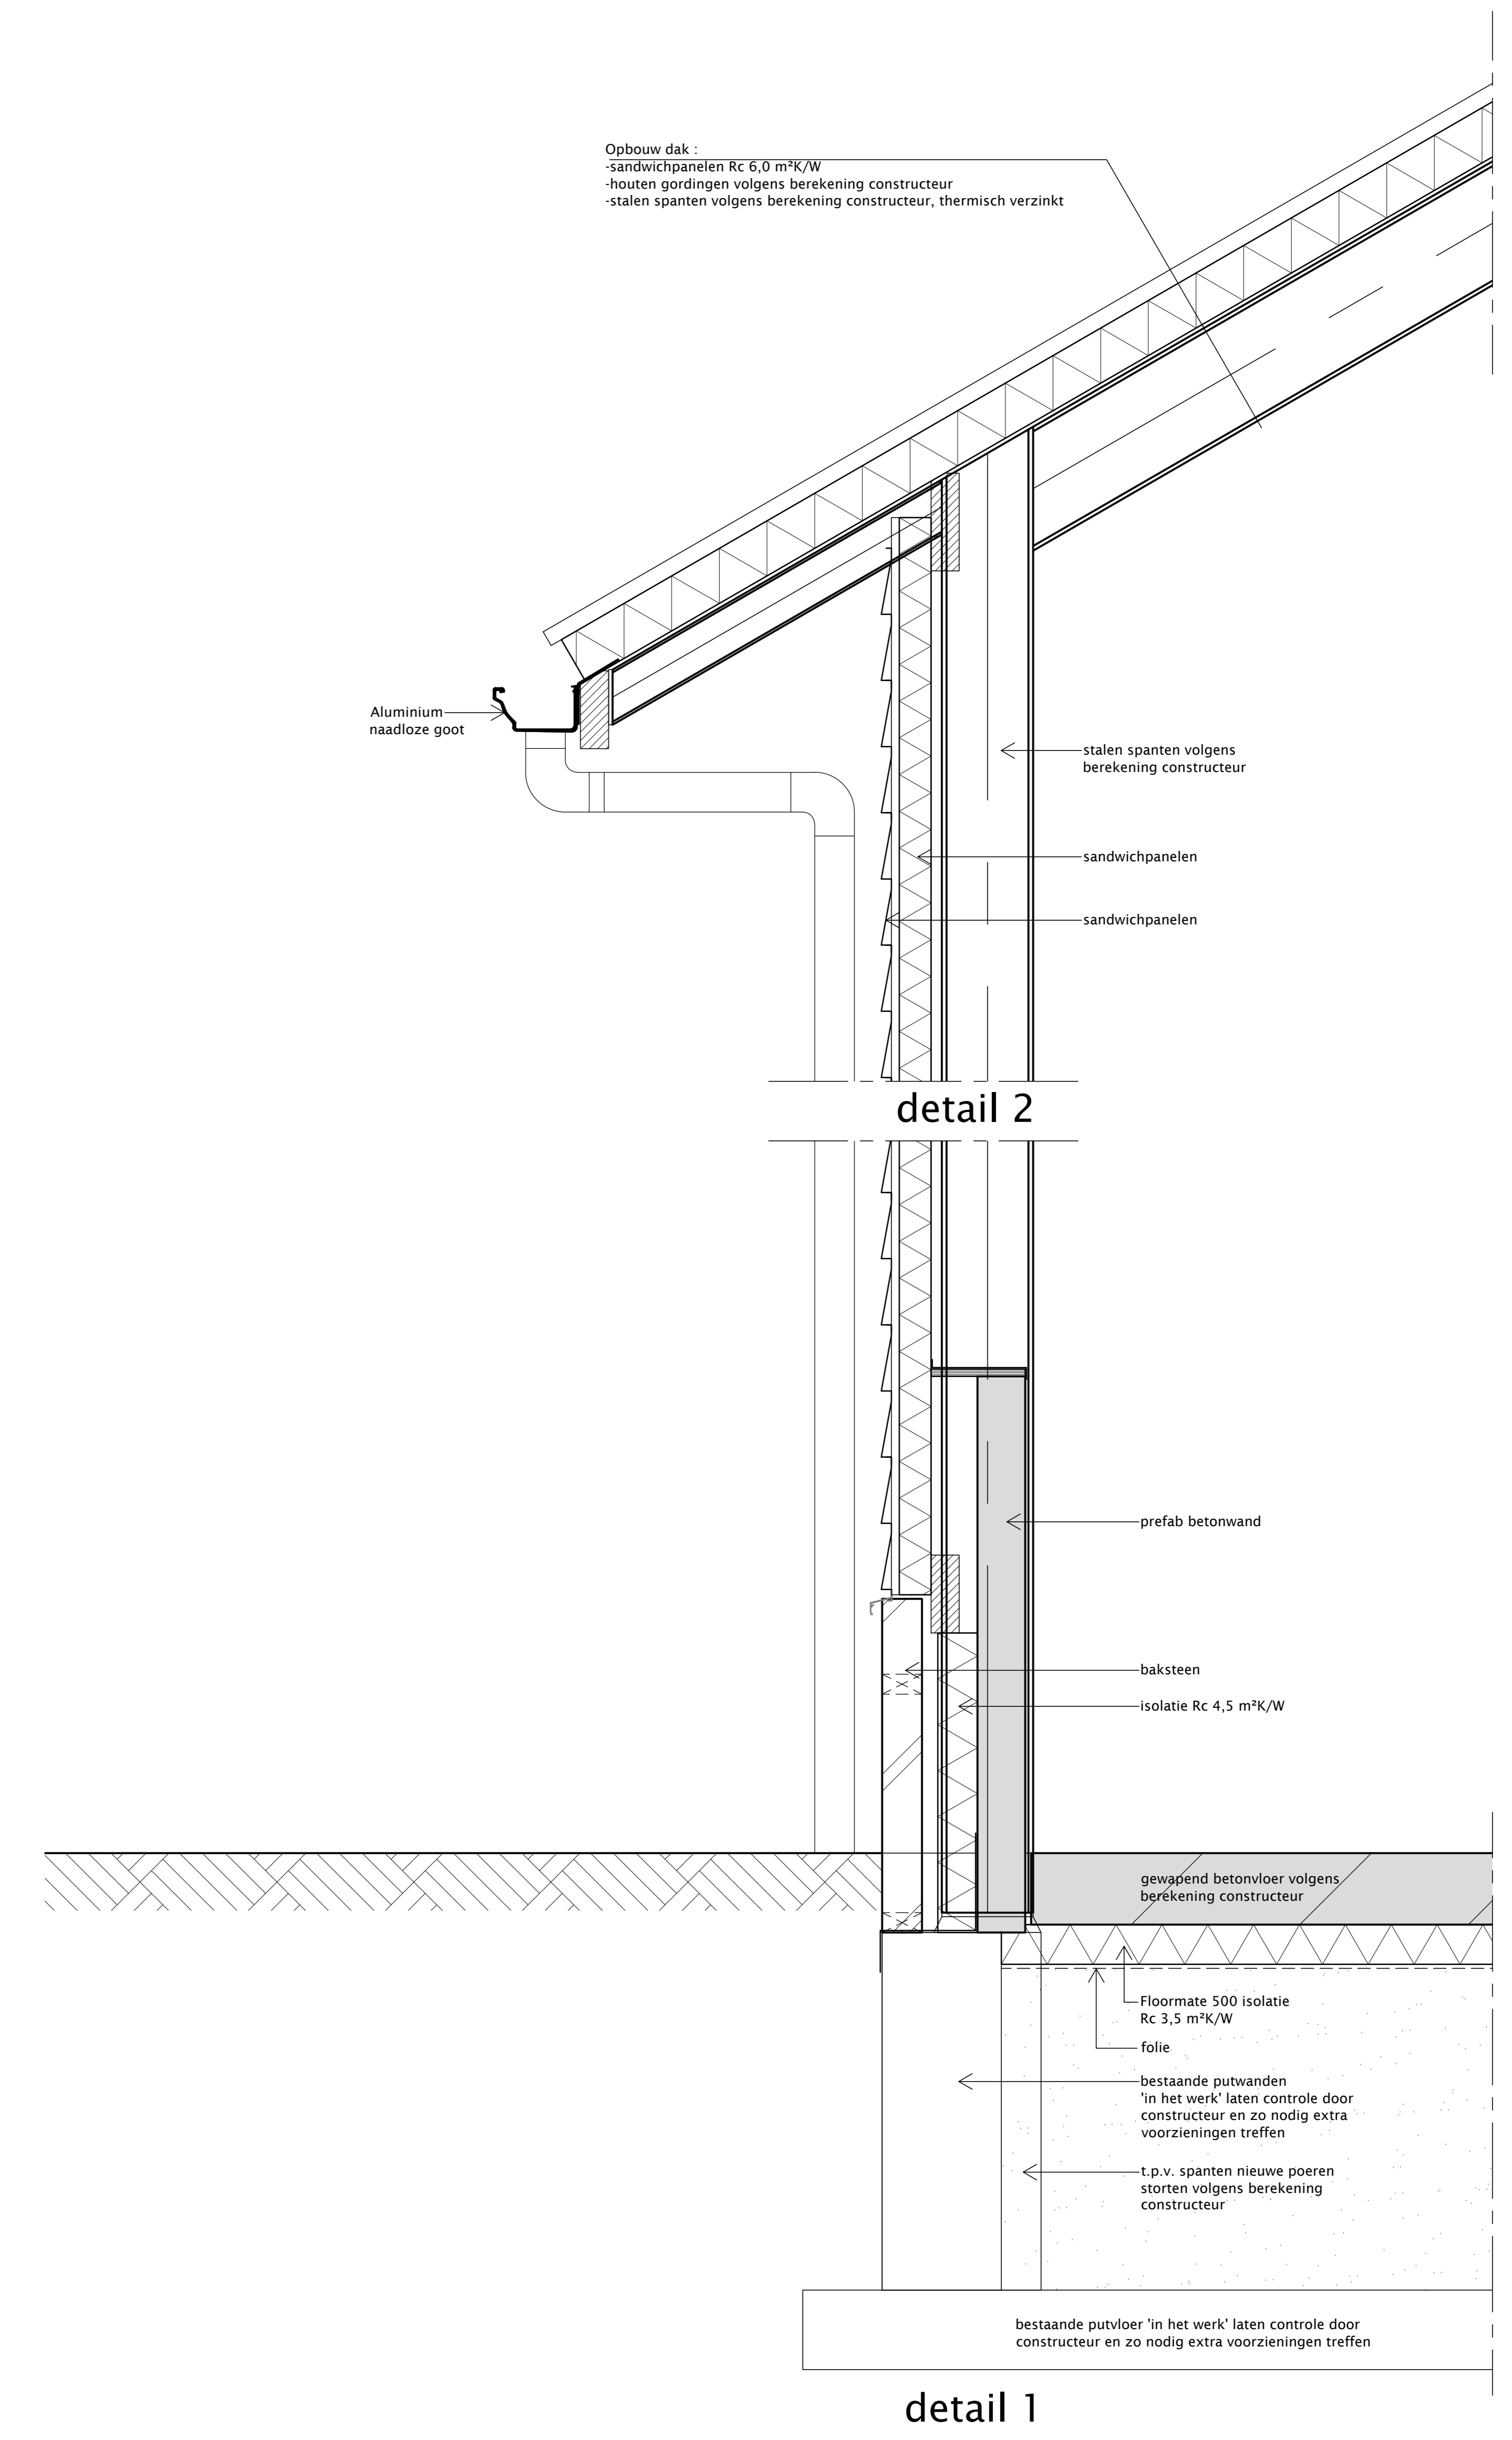 Opbouw dak :
-sandwichpanelen Rc 6,0 m²K/W
-houten gordingen volgens berekening constructeur
-stalen spanten volgens berekening constructeur, thermisch verzinkt
Aluminium
naadloze goot
stalen spanten volgens
berekening constructeur
sandwichpanelen
sandwichpanelen
detail 2
prefab betonwand
baksteen
isolatie Rc 4,5 m²K/W
gewapend betonvloer volgens
berekening constructeur
Floormate 500 isolatie
Rc 3,5 m²K/W
folie
bestaande putwanden
'in het werk' laten controle door
constructeur en zo nodig extra
voorzieningen treffen
t.p.v. spanten nieuwe poeren
storten volgens berekening
constructeur
bestaande putvloer 'in het werk' laten controle door
constructeur en zo nodig extra voorzieningen treffen
detail 1